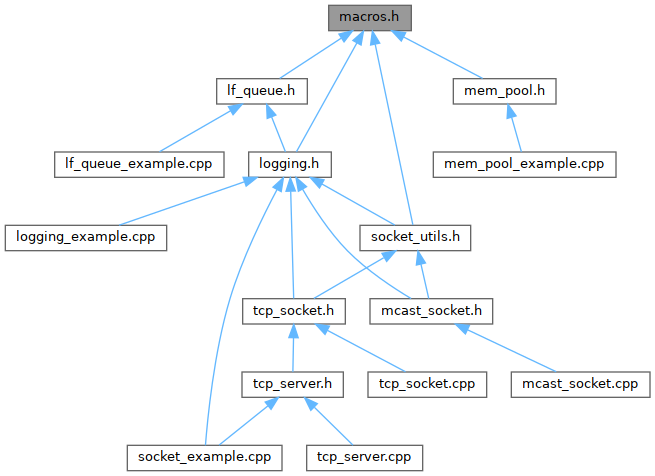 macros.h
lf_queue.h
mem_pool.h
lf_queue_example.cpp
logging.h
mem_pool_example.cpp
logging_example.cpp
socket_utils.h
tcp_socket.h
mcast_socket.h
tcp_server.h
tcp_socket.cpp
mcast_socket.cpp
socket_example.cpp
tcp_server.cpp